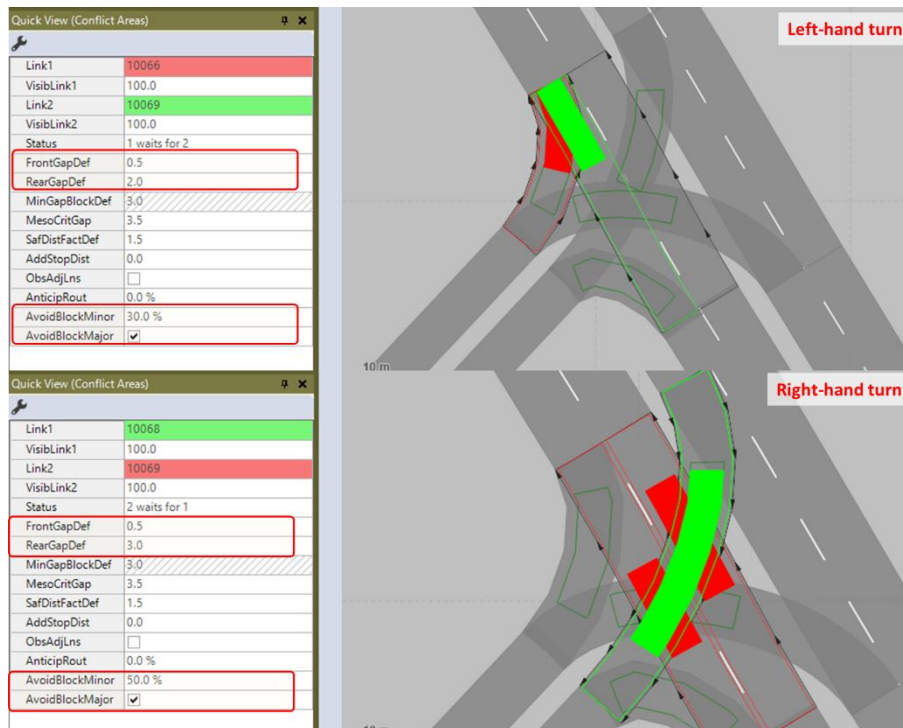 Quick View (Conflict Areas)
Left-hand turn
Link1 10066
VisibLink1 100.0
Link2 10069
VisibLink2 100.0
Status 1 waits for 2
FrontGapDef 0.5
RearGapDef 2.0
MinGapBlockDef 3.0
MesoCritGap 3.5
SafDistFactDef 1.5
AddStopDist 0.0
ObsAdjLns
AnticipRout 0.0 %
AvoidBlockMinor 30.0 %
AvoidBlockMajor
10 m
Quick View (Conflict Areas)
Right-hand turn
Link1 10068
VisibLink1 100.0
Link2 10069
VisibLink2 100.0
Status 2 waits for 1
FrontGapDef 0.5
RearGapDef 3.0
MinGapBlockDef 3.0
MesoCritGap 3.5
SafDistFactDef 1.5
AddStopDist 0.0
ObsAdjLns
AnticipRout 0.0 %
AvoidBlockMinor 50.0 %
AvoidBlockMajor